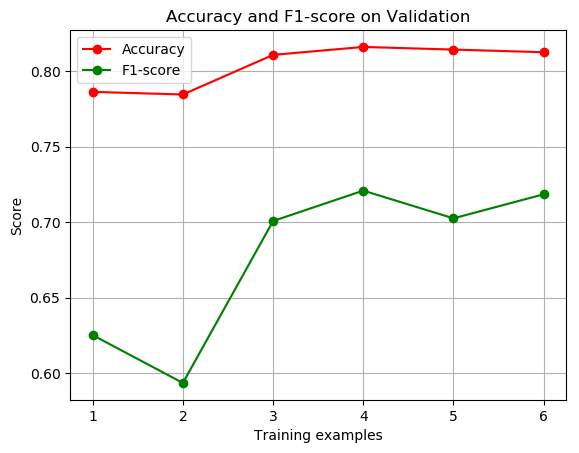 Accuracy and F1-score on Validation
Accuracy
F1-score
0.80
0.75
0.70
0.65
0.60
Score
1 2 3 4 5 6
Training examples